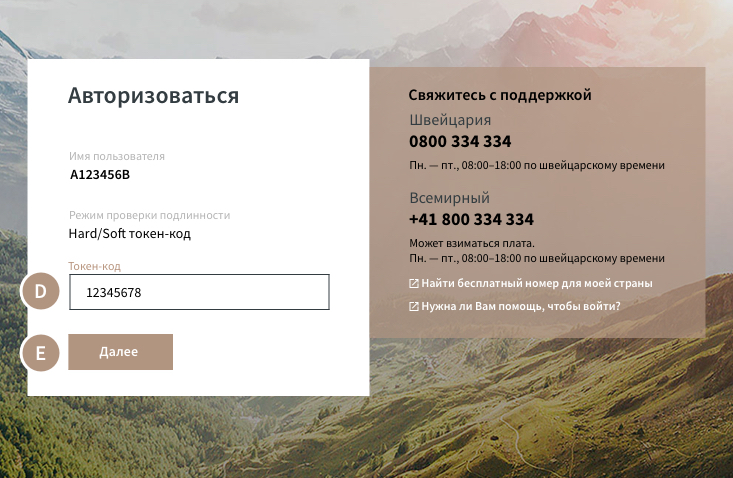 Авторизоваться
Имя пользователя
A123456B
Режим проверки подлинности
Hard/Soft токен-код
Токен-код
D
12345678
E
Далее
Свяжитесь с поддержкой
Швейцария
0800 334 334
Пн. — пт., 08:00–18:00 по швейцарскому времени
Всемирный
+41 800 334 334
Может взиматься плата.
Пн. — пт., 08:00–18:00 по швейцарскому времени
Найти бесплатный номер для моей страны
Нужна ли Вам помощь, чтобы войти?